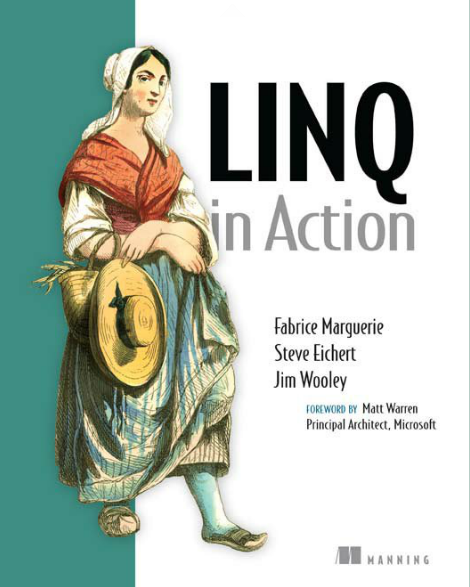 LINQ
in Action
Fabrice Marguerie
Steve Eichert
Jim Wooley
FOREWORD BY Matt Warren
Principal Architect, Microsoft
MANNING